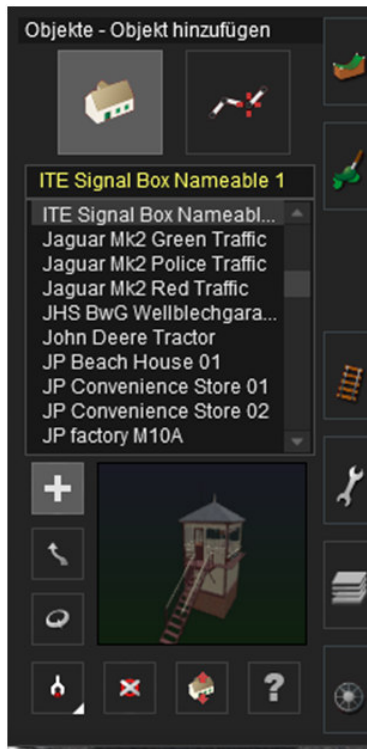 Objekte - Objekt hinzufügen
ITE Signal Box Nameable 1
ITE Signal Box Nameabl...
Jaguar Mk2 Green Traffic
Jaguar Mk2 Police Traffic
Jaguar Mk2 Red Traffic
JHS BwG Wellblechgara...
John Deere Tractor
JP Beach House 01
JP Convenience Store 01
JP Convenience Store 02
JP factory M10A
?